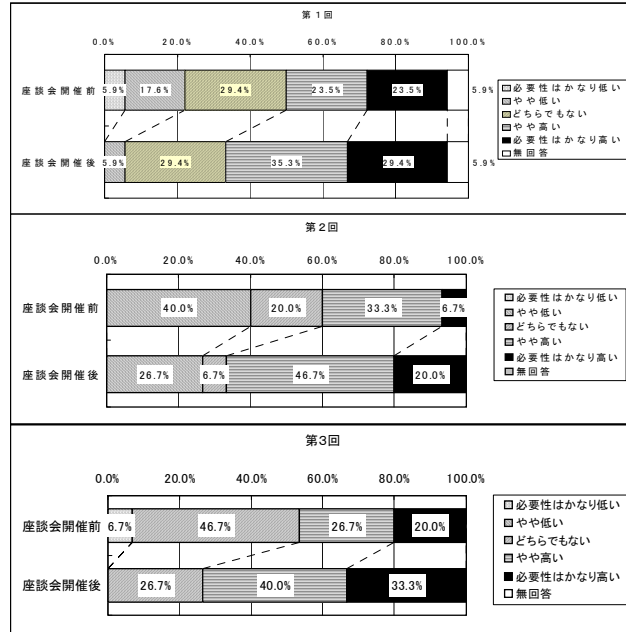 第1回
0.0% 20.0% 40.0% 60.0% 80.0% 100.0%
座談会開催前 5.9% 17.6% 29.4% 23.5% 23.5% 5.9%
座談会開催後 5.9% 29.4% 35.3% 29.4% 5.9%
必要性はかなり低い
やや低い
どちらでもない
やや高い
必要性はかなり高い
無回答
第2回
0.0% 20.0% 40.0% 60.0% 80.0% 100.0%
座談会開催前 40.0% 20.0% 33.3% 6.7%
座談会開催後 26.7% 6.7% 46.7% 20.0%
必要性はかなり低い
やや低い
どちらでもない
やや高い
必要性はかなり高い
無回答
第3回
0.0% 20.0% 40.0% 60.0% 80.0% 100.0%
座談会開催前 6.7% 46.7% 26.7% 20.0%
座談会開催後 26.7% 40.0% 33.3%
必要性はかなり低い
やや低い
どちらでもない
やや高い
必要性はかなり高い
無回答